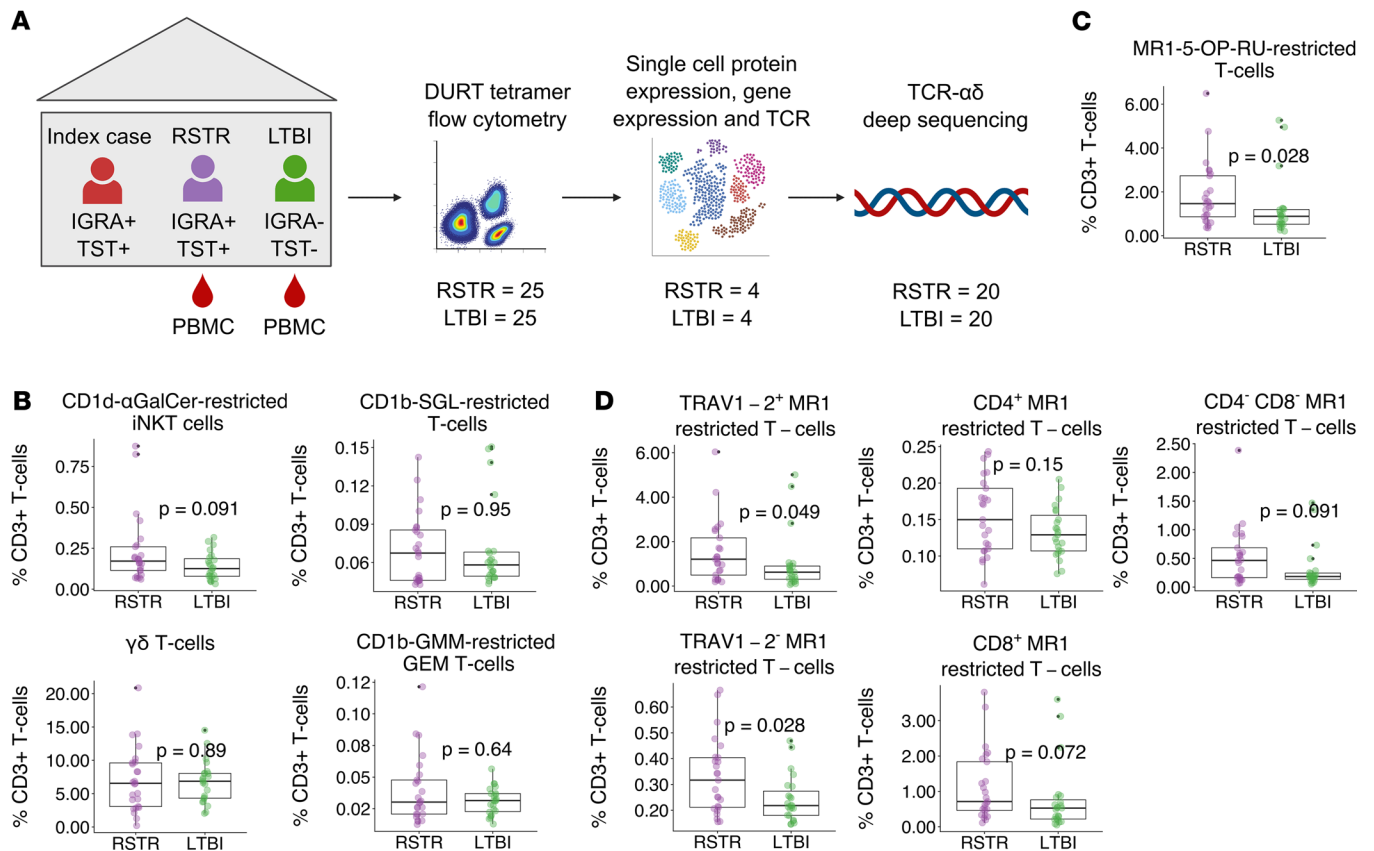 A
Index case
RSTR
LTBI
IGRA+
TST+
IGRA+
TST+
IGRA-
TST-
PBMC
PBMC
DURT tetramer
flow cytometry
RSTR = 25
LTBI = 25
Single cell protein
expression, gene
expression and TCR
RSTR = 4
LTBI = 4
TCR-αδ
deep sequencing
RSTR = 20
LTBI = 20
C
MR1-5-OP-RU-restricted
T-cells
% CD3+ T-cells
6.00
4.00
2.00
0.00
p = 0.028
RSTR
LTBI
B
CD1d-αGalCer-restricted
iNKT cells
% CD3+ T-cells
0.75
0.50
0.25
0.00
p = 0.091
RSTR
LTBI
CD1b-SGL-restricted
T-cells
% CD3+ T-cells
0.15
0.12
0.09
0.06
p = 0.95
RSTR
LTBI
γδ T-cells
% CD3+ T-cells
20.00
15.00
10.00
5.00
0.00
p = 0.89
RSTR
LTBI
CD1b-GMM-restricted
GEM T-cells
% CD3+ T-cells
0.12
0.10
0.08
0.05
0.02
p = 0.64
RSTR
LTBI
D
TRAV1 – 2⁺ MR1
restricted T – cells
% CD3+ T-cells
6.00
4.00
2.00
0.00
p = 0.049
RSTR
LTBI
CD4⁺ MR1
restricted T – cells
% CD3+ T-cells
0.25
0.20
0.15
0.10
p = 0.15
RSTR
LTBI
CD4⁻ CD8⁻ MR1
restricted T – cells
% CD3+ T-cells
2.50
2.00
1.50
1.00
0.50
0.00
p = 0.091
RSTR
LTBI
TRAV1 – 2⁻ MR1
restricted T – cells
% CD3+ T-cells
0.60
0.40
0.30
0.20
p = 0.028
RSTR
LTBI
CD8⁺ MR1
restricted T – cells
% CD3+ T-cells
3.00
2.00
1.00
0.00
p = 0.072
RSTR
LTBI